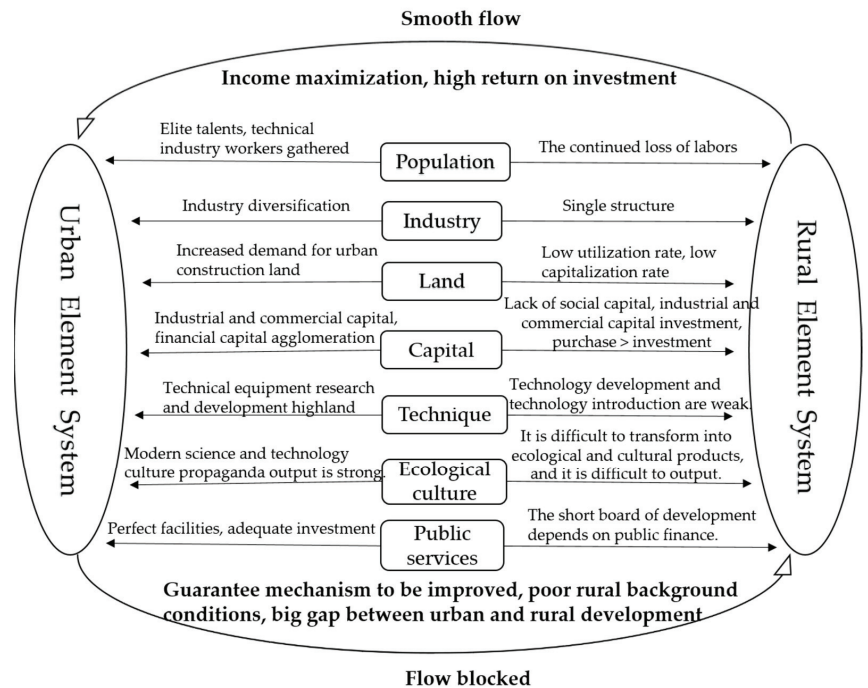 Smooth flow
Income maximization, high return on investment
Urban Element System
Rural Element System
Elite talents, technical
industry workers gathered
Population
The continued loss of labors
Industry diversification
Industry
Single structure
Increased demand for urban
construction land
Land
Low utilization rate, low
capitalization rate
Industrial and commercial capital,
financial capital agglomeration
Capital
Lack of social capital, industrial and
commercial capital investment,
purchase > investment
Technical equipment research
and development highland
Technique
Technology development and
technology introduction are weak.
Modern science and technology
culture propaganda output is strong.
Ecological
culture
It is difficult to transform into
ecological and cultural products,
and it is difficult to output.
Perfect facilities, adequate investment
Public
services
The short board of development
depends on public finance.
Guarantee mechanism to be improved, poor rural background
conditions, big gap between urban and rural development
Flow blocked